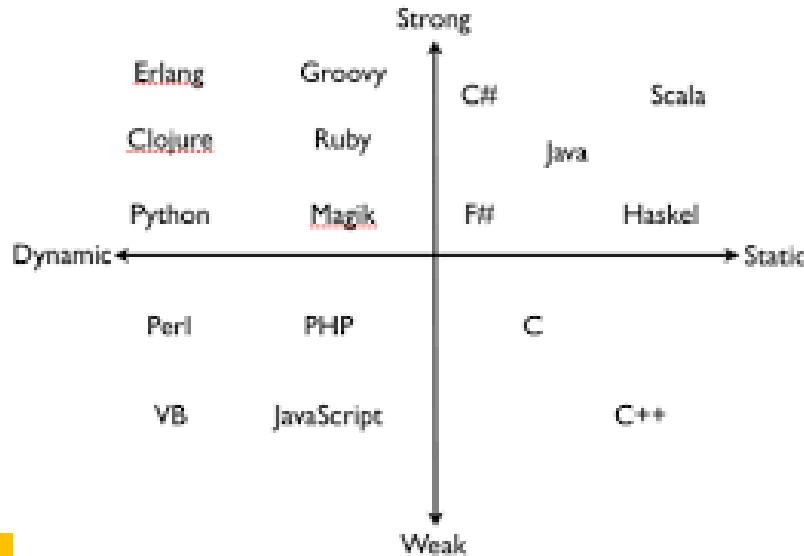 Strong
Erlang Groovy C# Scala
Clojure Ruby Java
Python Magik F# Haskel
Dynamic Static
Perl PHP C
VB JavaScript C++
Weak